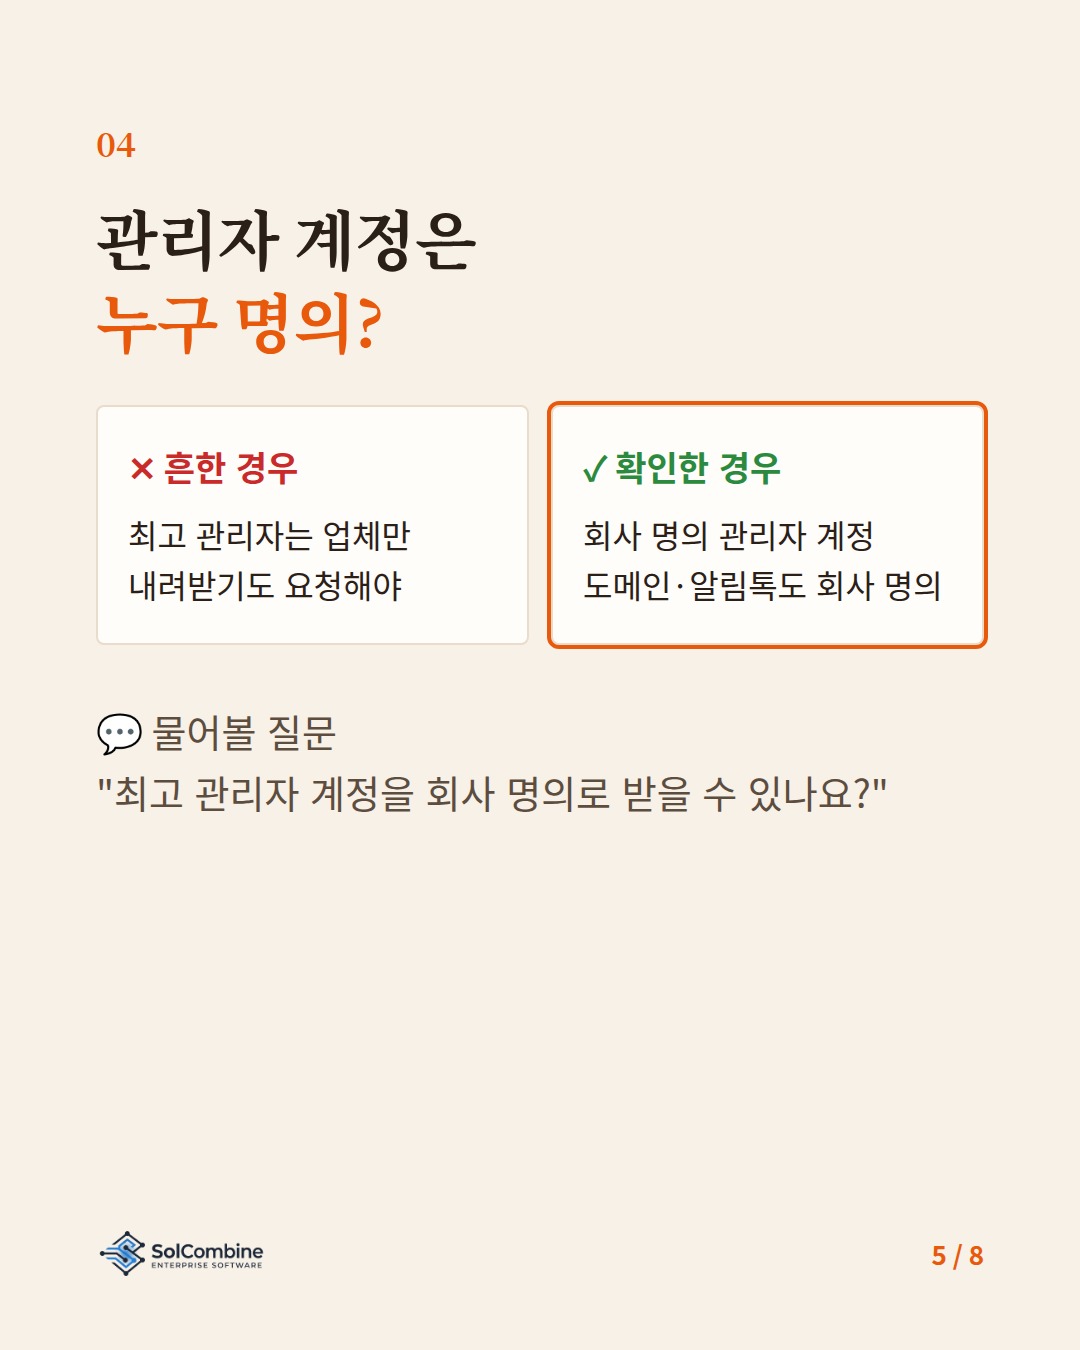 04
관리자 계정은
누구 명의?
✕ 흔한 경우
최고 관리자는 업체만
내려받기도 요청해야
✓ 확인한 경우
회사 명의 관리자 계정
도메인·알림톡도 회사 명의
💬 물어볼 질문
"최고 관리자 계정을 회사 명의로 받을 수 있나요?"
SolCombine
ENTERPRISE SOFTWARE
5 / 8